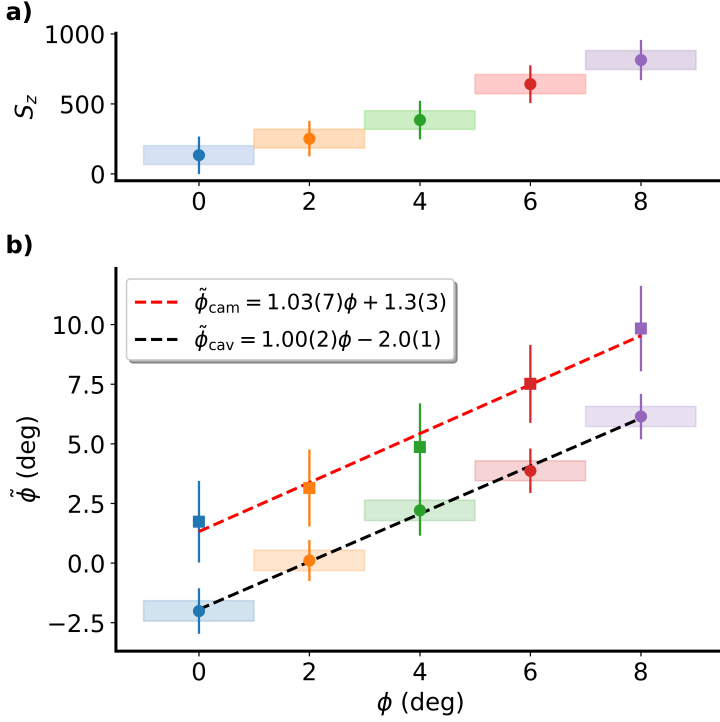 a)
1000
500
0
S_z
0 2 4 6 8
b)
ϕ̃_cam = 1.03(7)ϕ + 1.3(3)
ϕ̃_cav = 1.00(2)ϕ − 2.0(1)
10.0
7.5
5.0
2.5
0.0
−2.5
ϕ̃ (deg)
0 2 4 6 8
ϕ (deg)